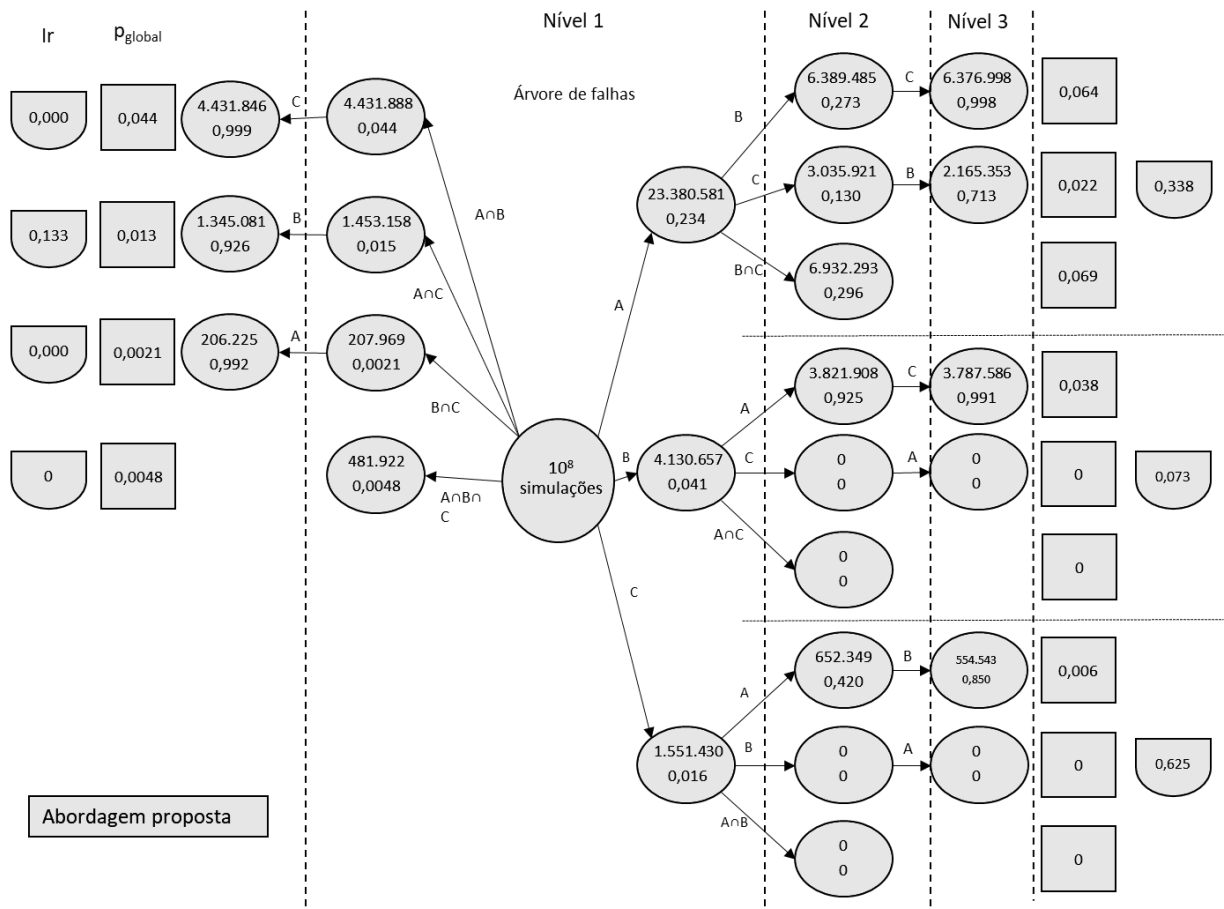 Ir
p_global
Nível 1
Nível 2
Nível 3
Árvore de falhas
0,000
0,044
4.431.846
0,999
C
4.431.888
0,044
A∩B
0,133
0,013
1.345.081
0,926
B
1.453.158
0,015
A∩C
0,000
0,0021
206.225
0,992
A
207.969
0,0021
B∩C
0
0,0048
481.922
0,0048
A∩B∩
C
10⁸
simulações
A
23.380.581
0,234
B
6.389.485
0,273
C
6.376.998
0,998
0,064
C
3.035.921
0,130
B
2.165.353
0,713
0,022
0,338
B∩C
6.932.293
0,296
0,069
B
4.130.657
0,041
A
3.821.908
0,925
C
3.787.586
0,991
0,038
C
0
0
A
0
0
0
0,073
A∩C
0
0
0
C
1.551.430
0,016
A
652.349
0,420
B
554.543
0,850
0,006
B
0
0
A
0
0
0
0,625
A∩B
0
0
0
Abordagem proposta